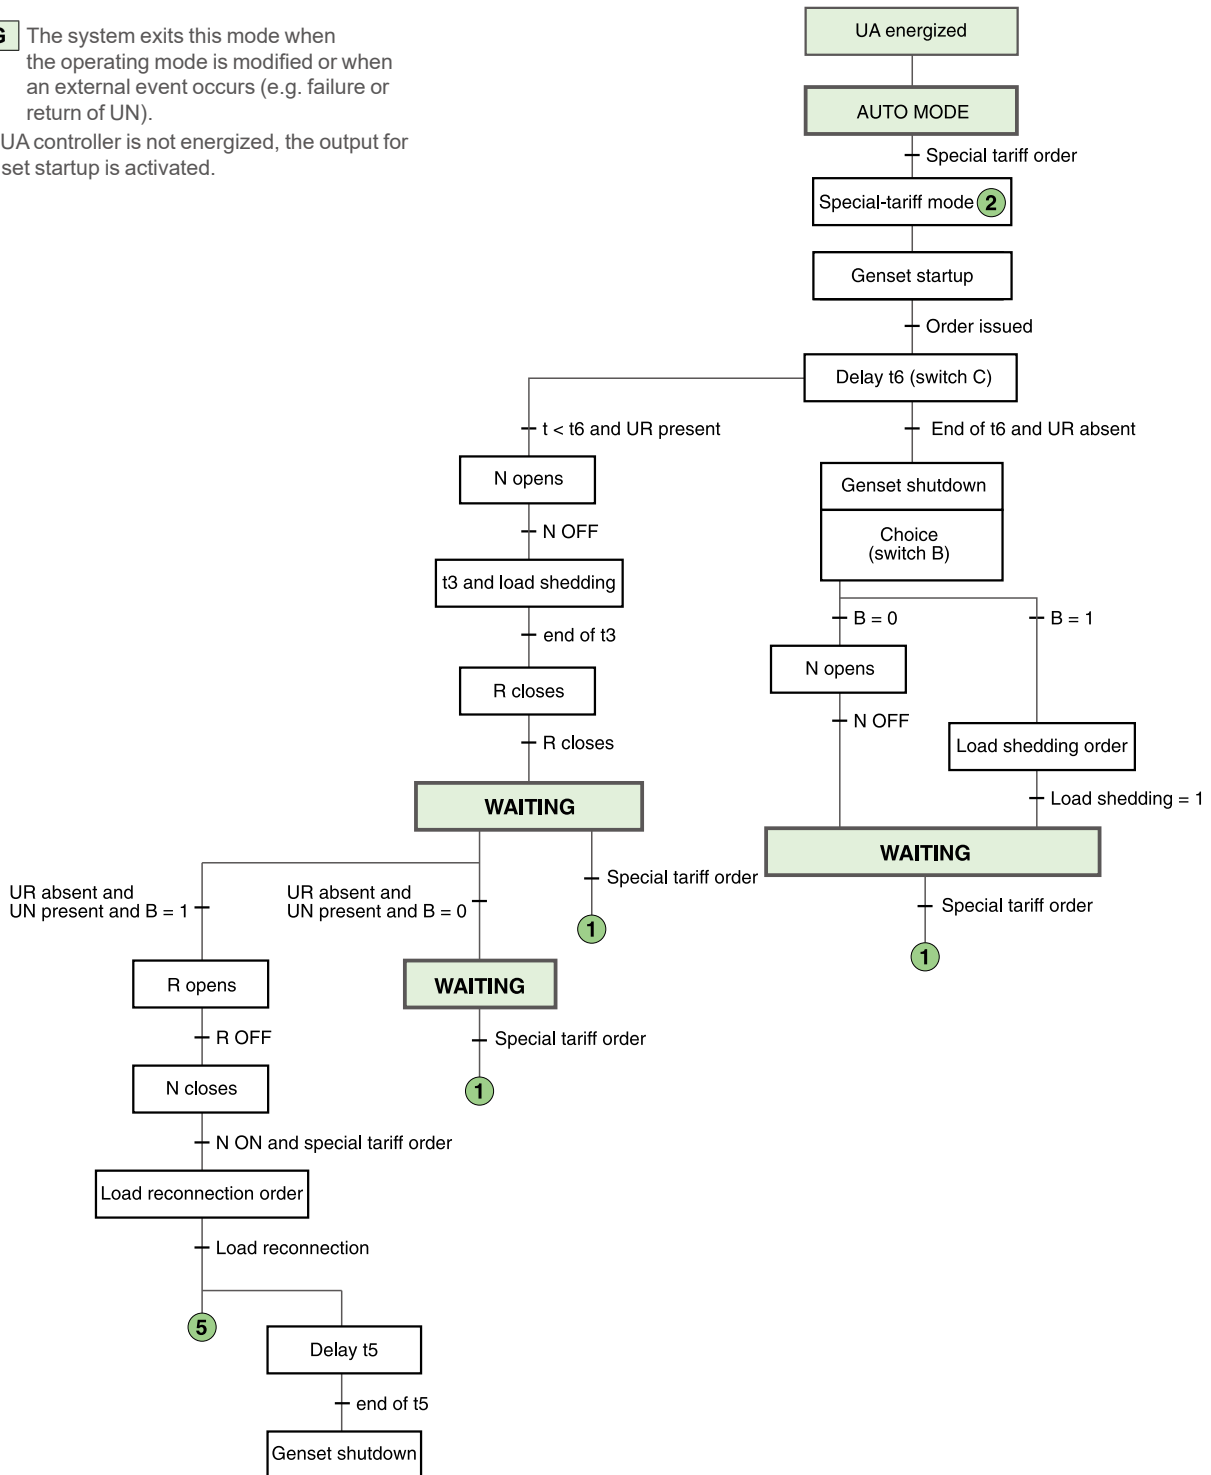 G The system exits this mode when
the operating mode is modified or when
an external event occurs (e.g. failure or
return of UN).
UA controller is not energized, the output for
set startup is activated.
UA energized
AUTO MODE
Special tariff order
Special-tariff mode 2
Genset startup
Order issued
Delay t6 (switch C)
t < t6 and UR present
End of t6 and UR absent
N opens
Genset shutdown
N OFF
Choice
(switch B)
t3 and load shedding
B = 0
B = 1
end of t3
N opens
R closes
N OFF
R closes
Load shedding order
WAITING
Load shedding = 1
WAITING
Special tariff order
UR absent and
UN present and B = 1
UR absent and
UN present and B = 0
Special tariff order
1
1
R opens
WAITING
R OFF
Special tariff order
N closes
1
N ON and special tariff order
Load reconnection order
Load reconnection
5
Delay t5
end of t5
Genset shutdown